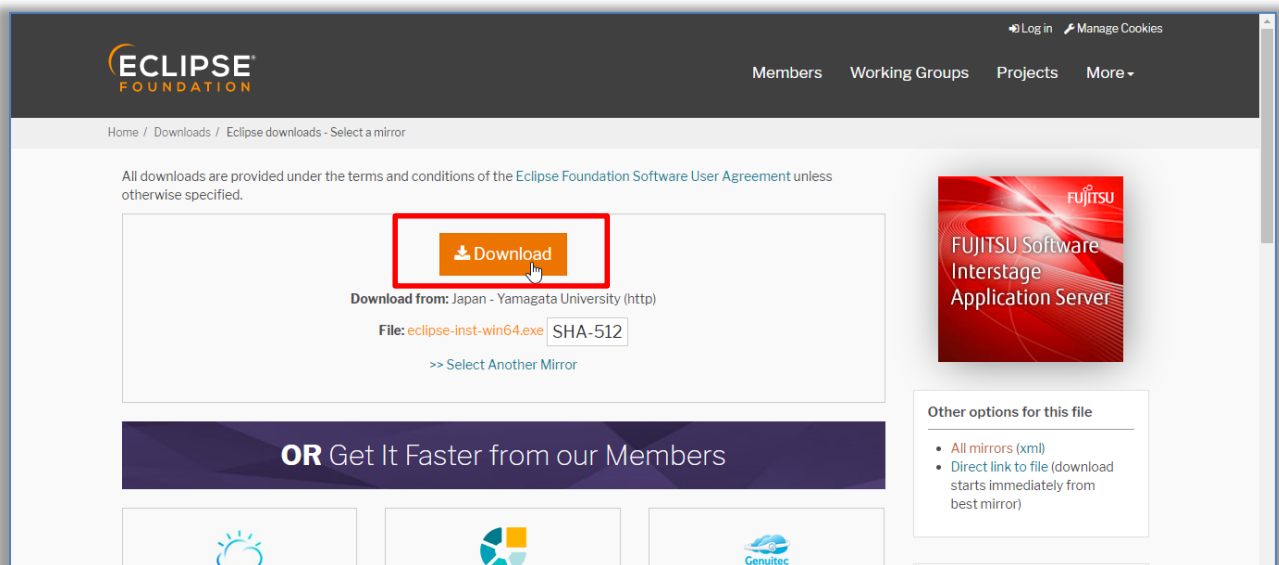 Log in Manage Cookies
ECLIPSE®
FOUNDATION
Members Working Groups Projects More
Home / Downloads / Eclipse downloads - Select a mirror
All downloads are provided under the terms and conditions of the Eclipse Foundation Software User Agreement unless
otherwise specified.
Download
Download from: Japan - Yamagata University (http)
File: eclipse-inst-win64.exe SHA-512
>> Select Another Mirror
OR Get It Faster from our Members
Genuitec
FUJITSU
FUJITSU Software
Interstage
Application Server
Other options for this file
All mirrors (xml)
Direct link to file (download
starts immediately from
best mirror)